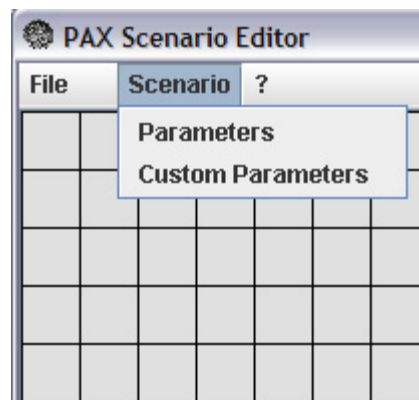 PAX Scenario Editor
File Scenario ?
Parameters
Custom Parameters